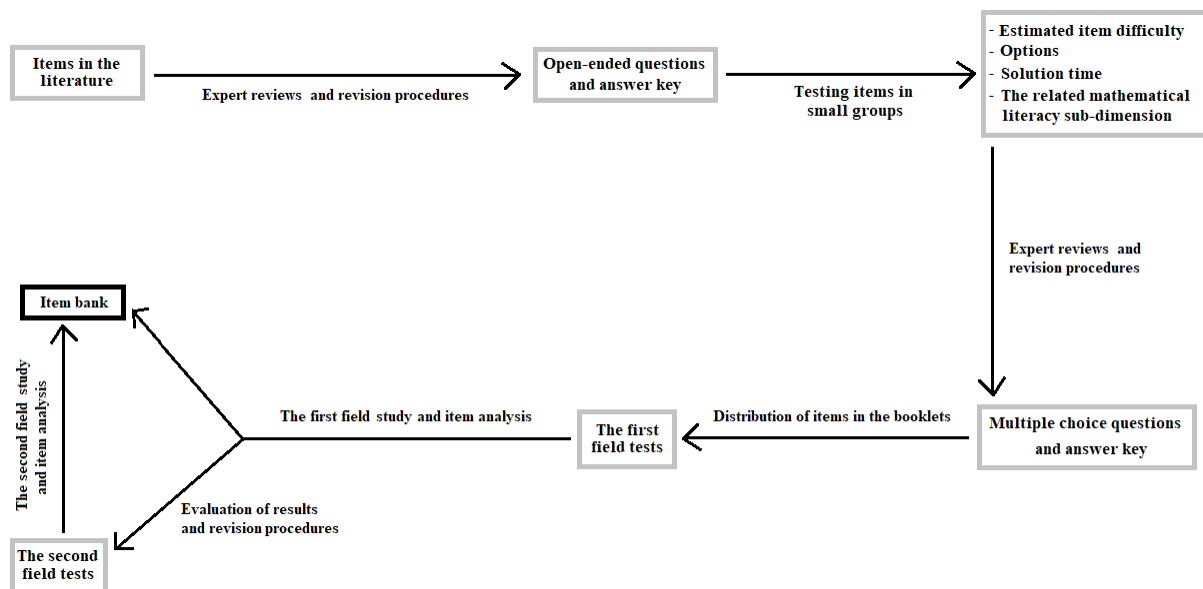 Items in the
literature
Expert reviews and revision procedures
Open-ended questions
and answer key
Testing items in
small groups
- Estimated item difficulty
- Options
- Solution time
- The related mathematical
literacy sub-dimension
Expert reviews and
revision procedures
Multiple choice questions
and answer key
Distribution of items in the booklets
The first
field tests
The first field study and item analysis
Evaluation of results
and revision procedures
The second
field tests
The second field study
and item analysis
Item bank